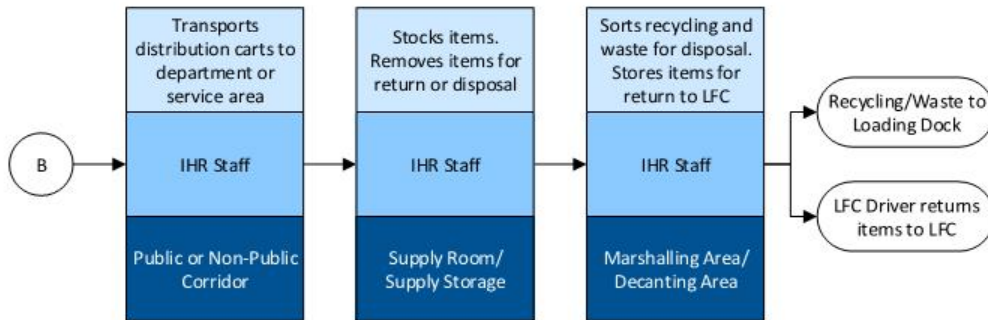 B
Transports
distribution carts to
department or
service area
IHR Staff
Public or Non-Public
Corridor
Stocks items.
Removes items for
return or disposal
IHR Staff
Supply Room/
Supply Storage
Sorts recycling and
waste for disposal.
Stores items for
return to LFC
IHR Staff
Marshalling Area/
Decanting Area
Recycling/Waste to
Loading Dock
LFC Driver returns
items to LFC